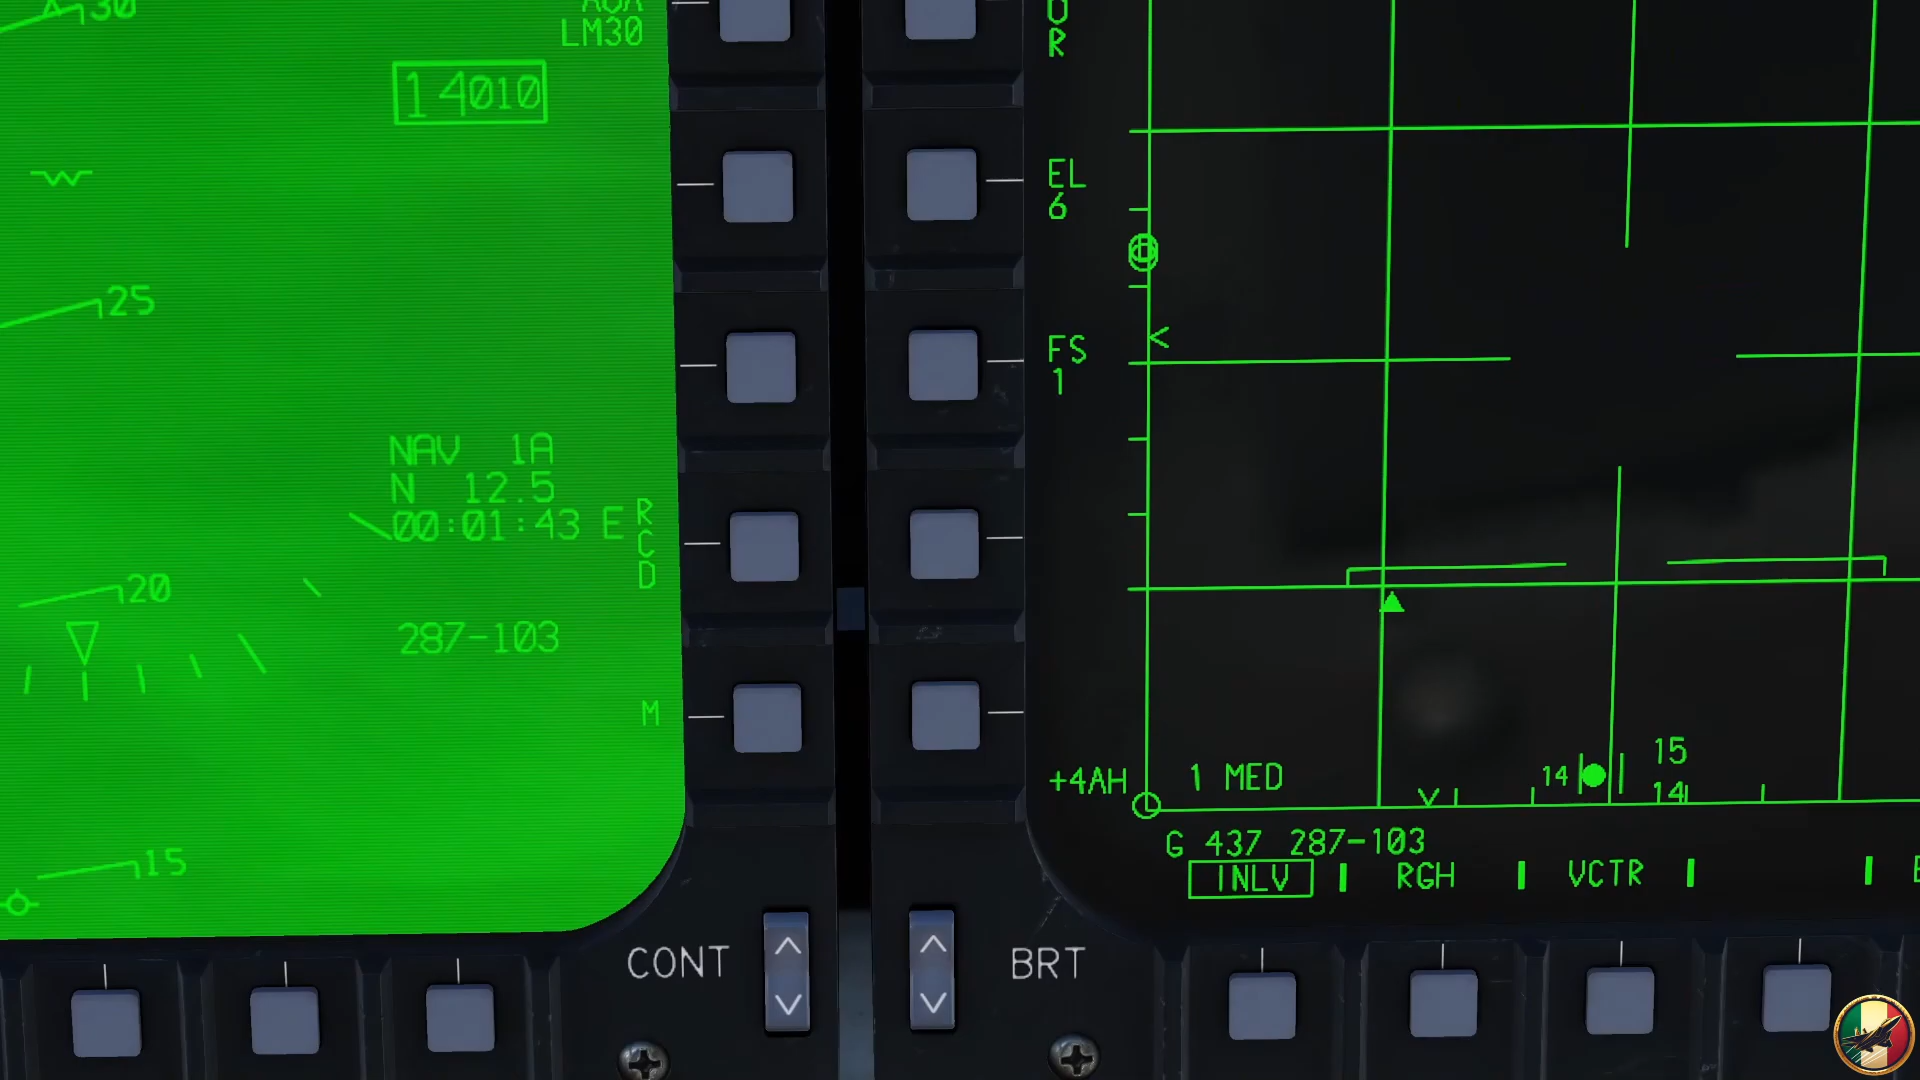 30
LM30
14010
25
NAV 1A
N 12.5
00:01:43 E
R
C
D
20
287-103
M
15
CONT
BRT
R
EL
6
FS
1
+4AH
1 MED
14
15
14
G 437 287-103
INLV
RGH
VCTR